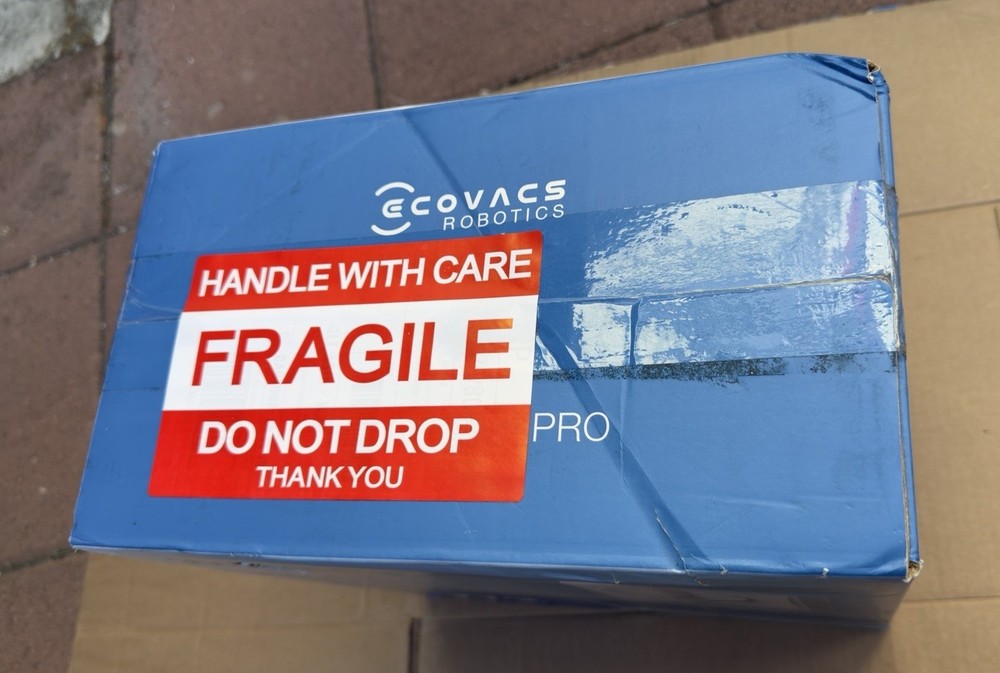 ECOVACS
ROBOTICS
HANDLE WITH CARE
FRAGILE
DO NOT DROP
THANK YOU
PRO